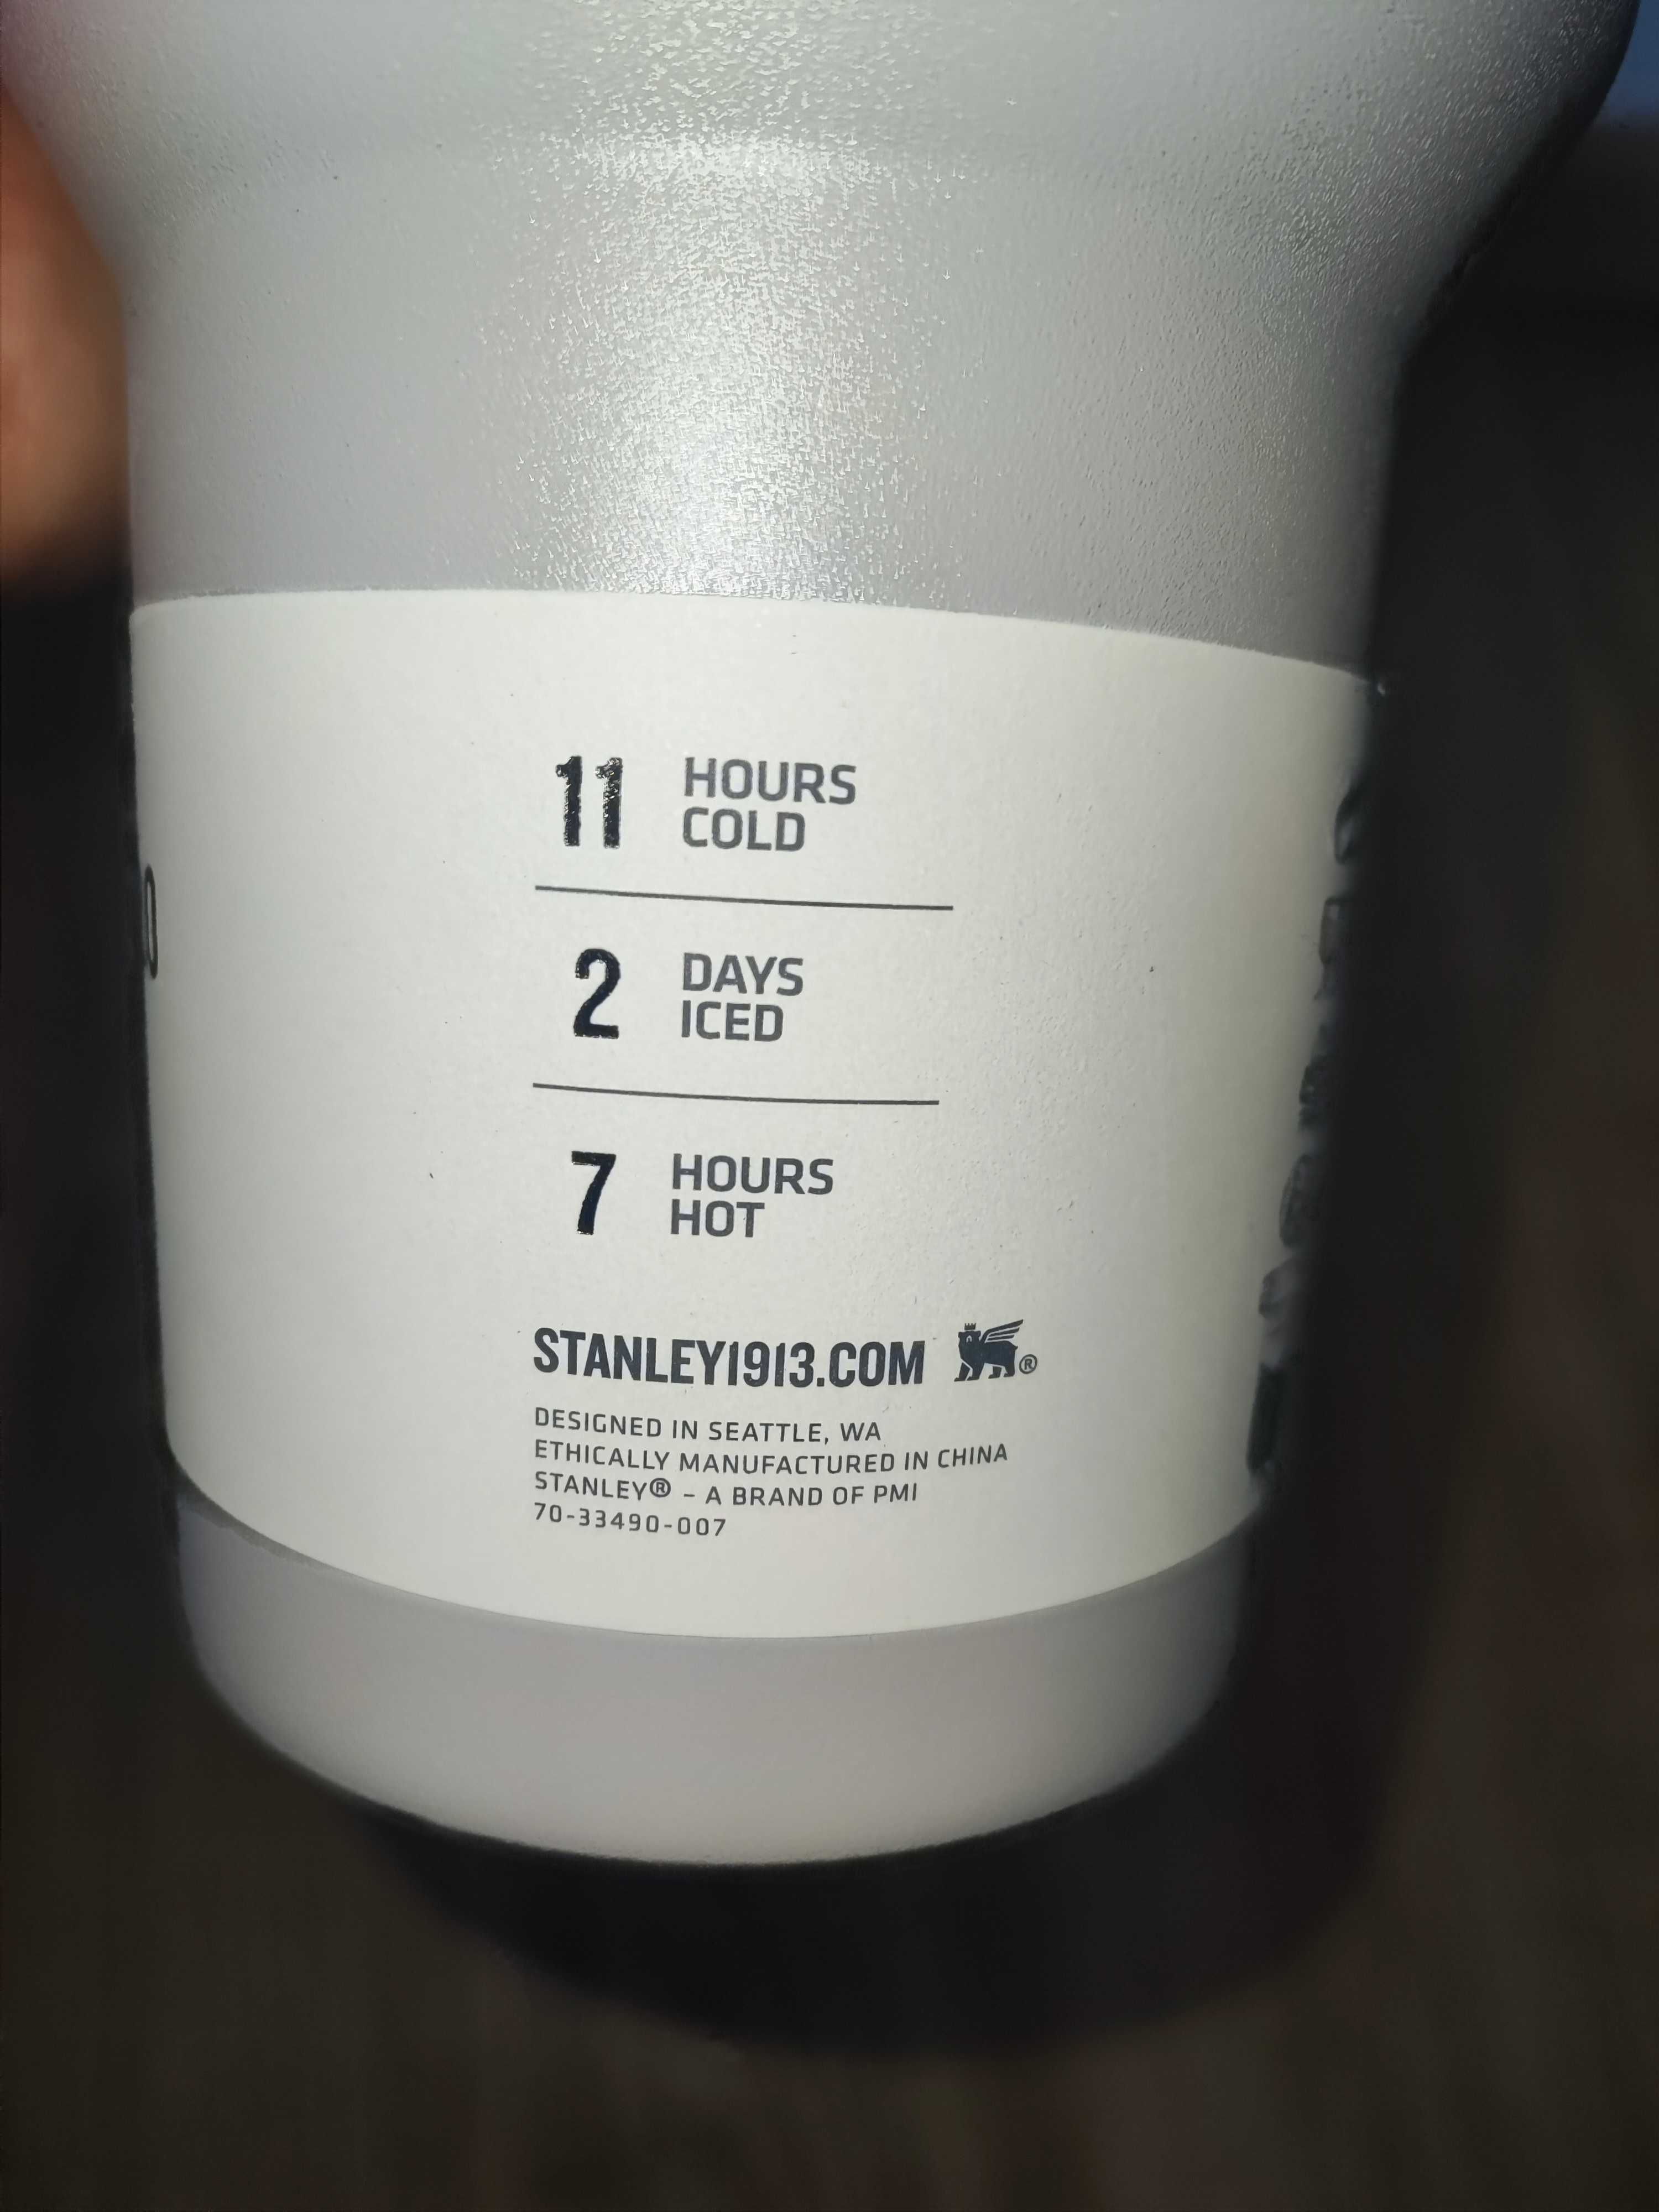 11 HOURS
COLD
2 DAYS
ICED
7 HOURS
HOT
STANLEY1913.COM ®
DESIGNED IN SEATTLE, WA
ETHICALLY MANUFACTURED IN CHINA
STANLEY® – A BRAND OF PMI
70-33490-007